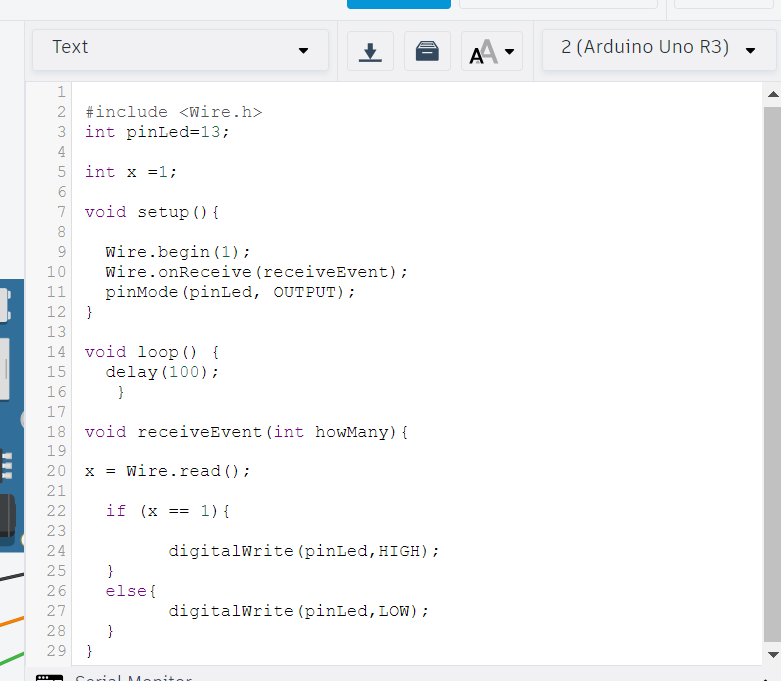 Text
2 (Arduino Uno R3)
1
2 #include <Wire.h>
3 int pinLed=13;
4
5 int x =1;
6
7 void setup(){
8
9   Wire.begin(1);
10   Wire.onReceive(receiveEvent);
11   pinMode(pinLed, OUTPUT);
12 }
13
14 void loop() {
15   delay(100);
16    }
17
18 void receiveEvent(int howMany){
19
20 x = Wire.read();
21
22   if (x == 1){
23
24         digitalWrite(pinLed,HIGH);
25   }
26   else{
27         digitalWrite(pinLed,LOW);
28   }
29 }
Serial Monitor